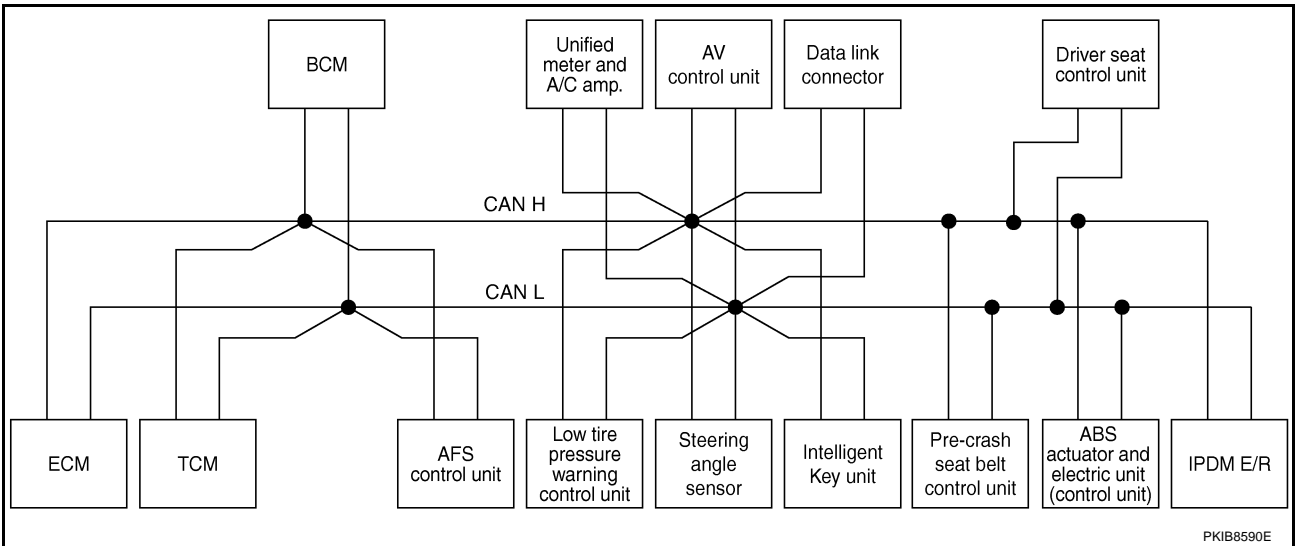 BCM
Unified
meter and
A/C amp.
AV
control unit
Data link
connector
Driver seat
control unit
CAN H
CAN L
ECM
TCM
AFS
control unit
Low tire
pressure
warning
control unit
Steering
angle
sensor
Intelligent
Key unit
Pre-crash
seat belt
control unit
ABS
actuator and
electric unit
(control unit)
IPDM E/R
PKIB8590E